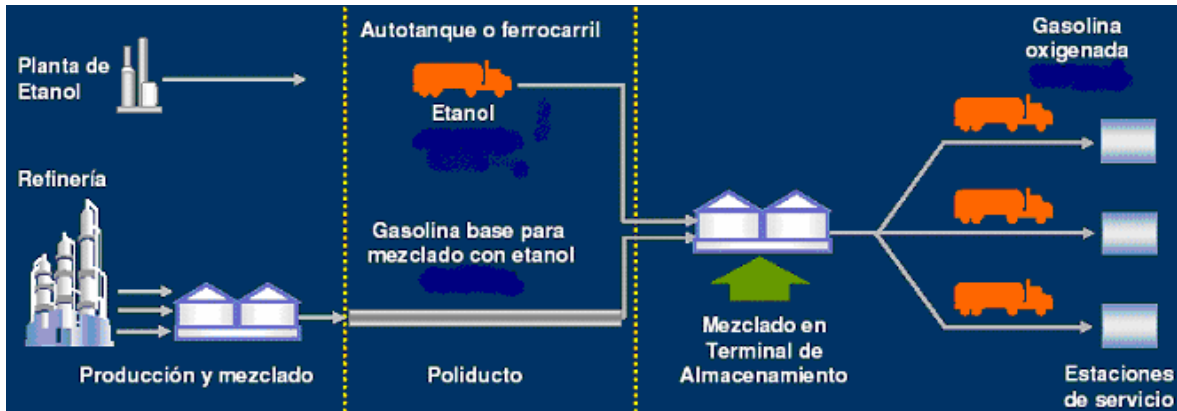 Planta de
Etanol
Refinería
Producción y mezclado
Autotanque o ferrocarril
Etanol
Gasolina base para
mezclado con etanol
Poliducto
Mezclado en
Terminal de
Almacenamiento
Gasolina
oxigenada
Estaciones
de servicio